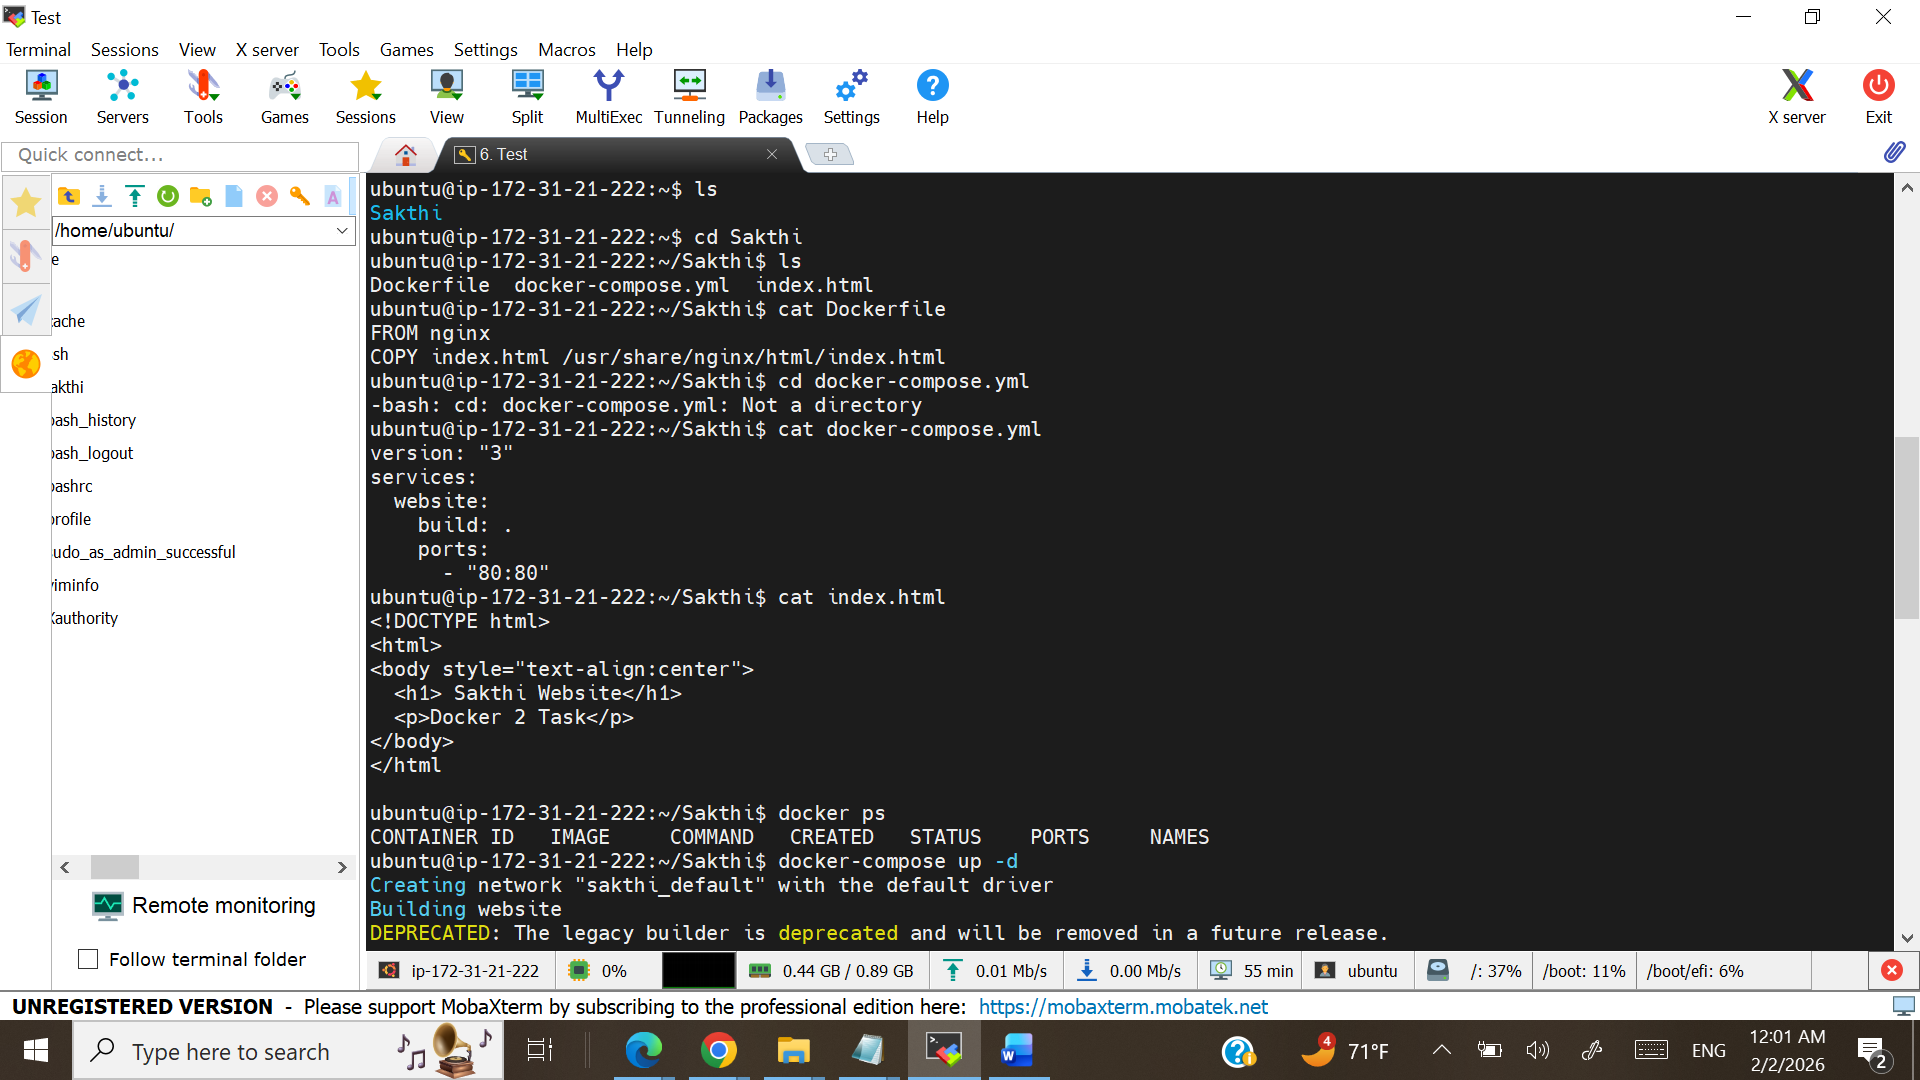 Test
Terminal Sessions View X server Tools Games Settings Macros Help
Session Servers Tools Games Sessions View Split MultiExec Tunneling Packages Settings Help X server Exit
Quick connect...
6. Test
/home/ubuntu/
e
cache
sh
akthi
bash_history
bash_logout
bashrc
profile
sudo_as_admin_successful
viminfo
Xauthority
Remote monitoring
Follow terminal folder
ubuntu@ip-172-31-21-222:~$ ls
Sakthi
ubuntu@ip-172-31-21-222:~$ cd Sakthi
ubuntu@ip-172-31-21-222:~/Sakthi$ ls
Dockerfile  docker-compose.yml  index.html
ubuntu@ip-172-31-21-222:~/Sakthi$ cat Dockerfile
FROM nginx
COPY index.html /usr/share/nginx/html/index.html
ubuntu@ip-172-31-21-222:~/Sakthi$ cd docker-compose.yml
-bash: cd: docker-compose.yml: Not a directory
ubuntu@ip-172-31-21-222:~/Sakthi$ cat docker-compose.yml
version: "3"
services:
  website:
    build: .
    ports:
      - "80:80"
ubuntu@ip-172-31-21-222:~/Sakthi$ cat index.html
<!DOCTYPE html>
<html>
<body style="text-align:center">
  <h1> Sakthi Website</h1>
  <p>Docker 2 Task</p>
</body>
</html
ubuntu@ip-172-31-21-222:~/Sakthi$ docker ps
CONTAINER ID   IMAGE     COMMAND   CREATED   STATUS    PORTS     NAMES
ubuntu@ip-172-31-21-222:~/Sakthi$ docker-compose up -d
Creating network "sakthi_default" with the default driver
Building website
DEPRECATED: The legacy builder is deprecated and will be removed in a future release.
ip-172-31-21-222 0% 0.44 GB / 0.89 GB 0.01 Mb/s 0.00 Mb/s 55 min ubuntu /: 37% /boot: 11% /boot/efi: 6%
UNREGISTERED VERSION - Please support MobaXterm by subscribing to the professional edition here: https://mobaxterm.mobatek.net
Type here to search
4
71°F
ENG
12:01 AM
2/2/2026
2